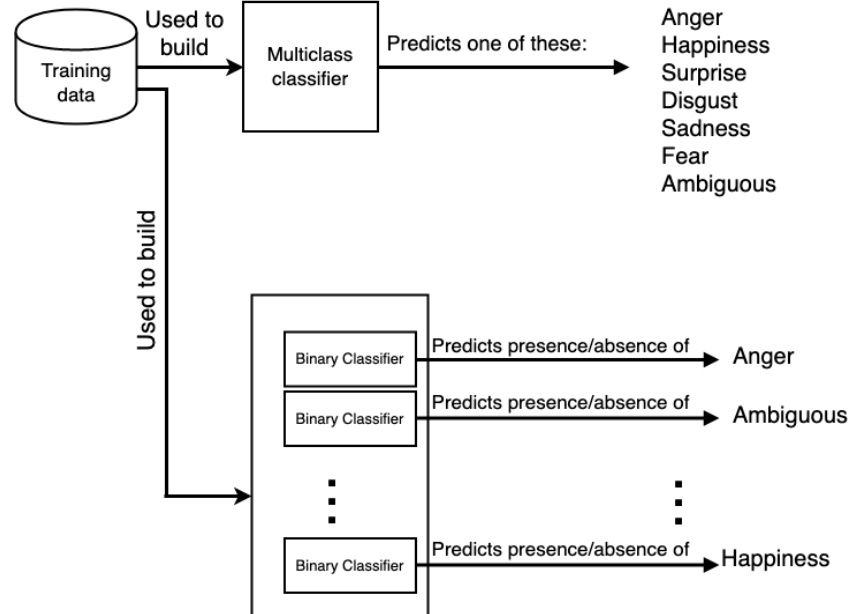 Training
data
Used to
build
Multiclass
classifier
Predicts one of these:
Anger
Happiness
Surprise
Disgust
Sadness
Fear
Ambiguous
Used to build
Binary Classifier
Predicts presence/absence of
Anger
Binary Classifier
Predicts presence/absence of
Ambiguous
Binary Classifier
Predicts presence/absence of
Happiness